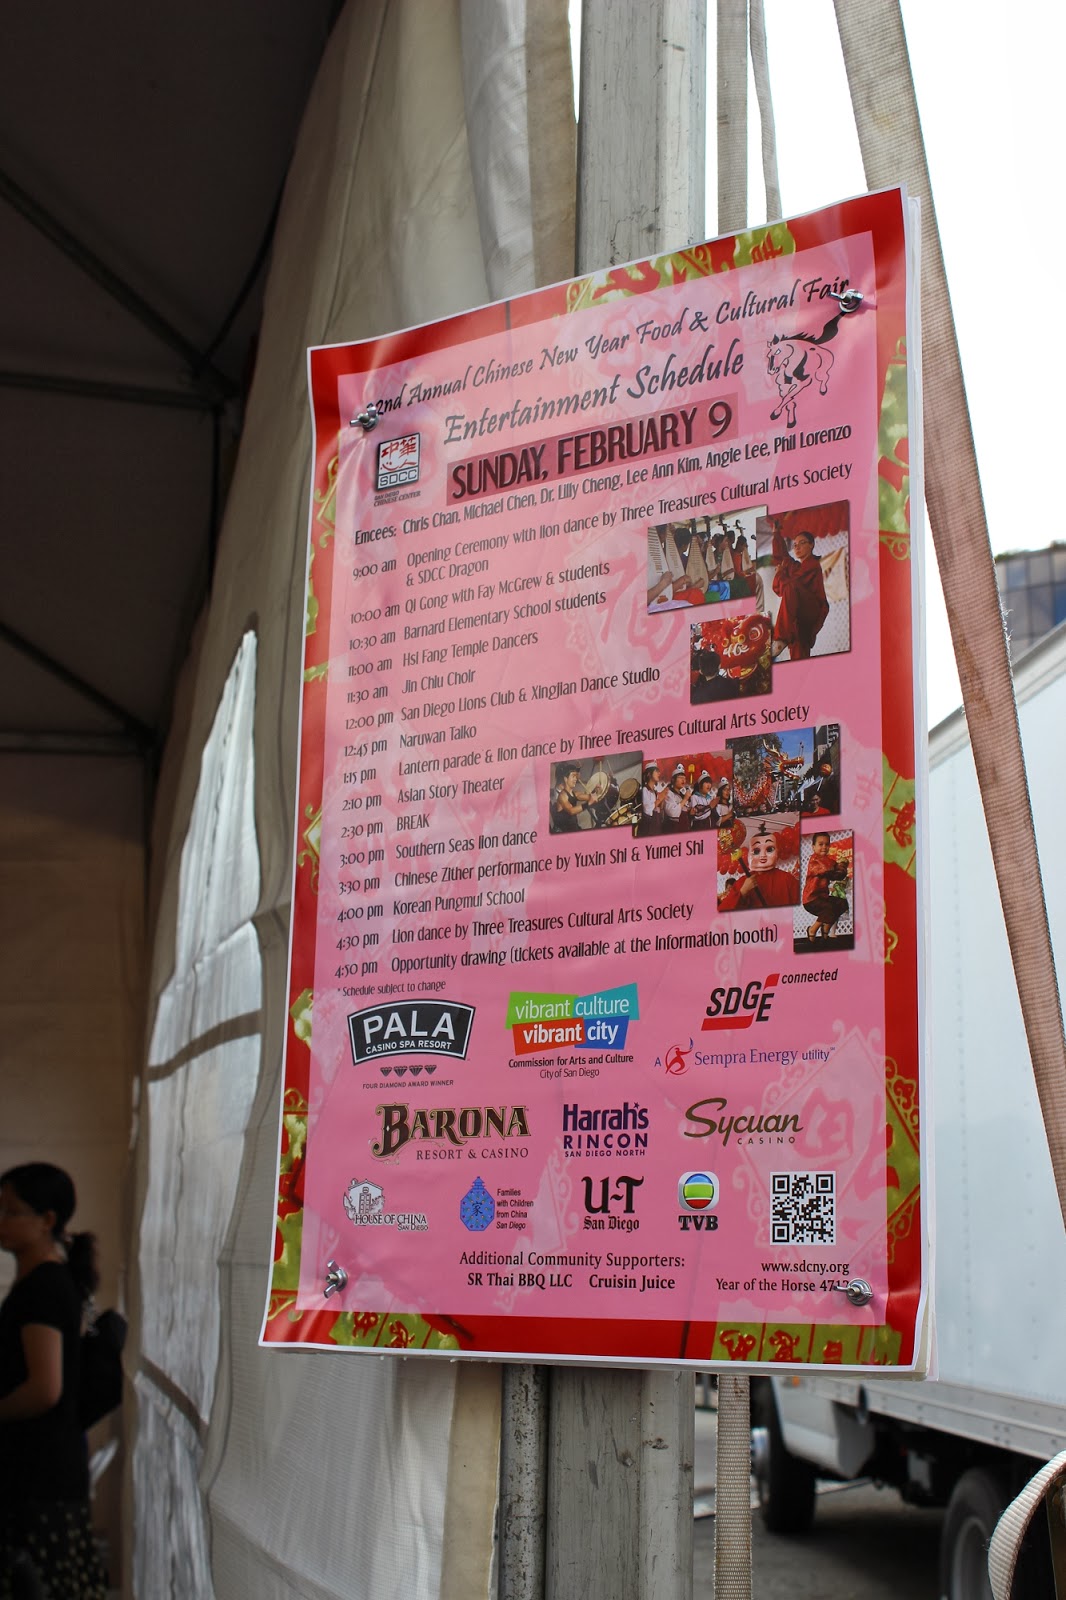 2nd Annual Chinese New Year Food & Cultural Fair
Entertainment Schedule
SUNDAY, FEBRUARY 9
中華
SDCC
SAN DIEGO
CHINESE CENTER
Emcees: Chris Chan, Michael Chen, Dr. Lilly Cheng, Lee Ann Kim, Angie Lee, Phil Lorenzo
9:00 am Opening Ceremony with lion dance by Three Treasures Cultural Arts Society
& SDCC Dragon
10:00 am Qi Gong with Fay McGrew & students
10:30 am Barnard Elementary School students
11:00 am Hsi Fang Temple Dancers
11:30 am Jin Chiu Choir
12:00 pm San Diego Lions Club & XingJian Dance Studio
12:45 pm Naruwan Taiko
1:15 pm Lantern parade & lion dance by Three Treasures Cultural Arts Society
2:10 pm Asian Story Theater
2:30 pm BREAK
3:00 pm Southern Seas lion dance
3:30 pm Chinese Zither performance by Yuxin Shi & Yumei Shi
4:00 pm Korean Pungmul School
4:30 pm Lion dance by Three Treasures Cultural Arts Society
4:50 pm Opportunity drawing (tickets available at the information booth)
* Schedule subject to change
PALA
CASINO SPA RESORT
FOUR DIAMOND AWARD WINNER
vibrant culture
vibrant city
Commission for Arts and Culture
City of San Diego
SDGE connected
A Sempra Energy utility™
BARONA
RESORT & CASINO
Harrah's
RINCON
SAN DIEGO NORTH
Sycuan
CASINO
HOUSE OF CHINA
SAN DIEGO
家
Families
with Children
from China
San Diego
U-T
San Diego
TVB
Additional Community Supporters:
SR Thai BBQ LLC Cruisin Juice
www.sdcny.org
Year of the Horse 471